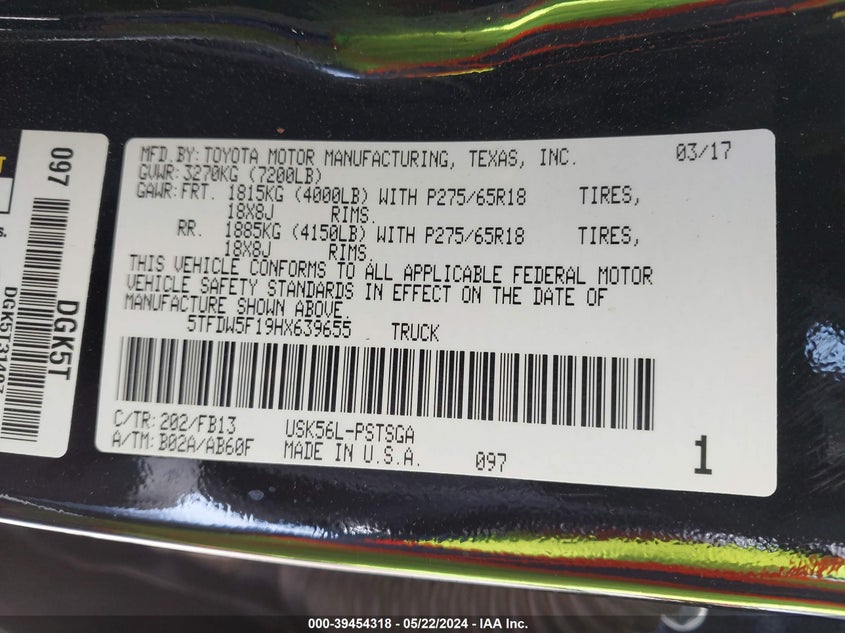 MFD.BY:TOYOTA MOTOR MANUFACTURING, TEXAS, INC. 03/17
GVWR:3270KG (7200LB)
GAWR:FRT. 1815KG (4000LB) WITH P275/65R18 TIRES,
18X8J RIMS.
RR. 1885KG (4150LB) WITH P275/65R18 TIRES,
18X8J RIMS.
THIS VEHICLE CONFORMS TO ALL APPLICABLE FEDERAL MOTOR
VEHICLE SAFETY STANDARDS IN EFFECT ON THE DATE OF
MANUFACTURE SHOWN ABOVE.
5TFDW5F19HX639655 TRUCK
C/TR:202/FB13 USK56L-PSTSGA
A/TM:B02A/AB60F MADE IN U.S.A. 097 1
097
DGK5T
000-39454318 - 05/22/2024 - IAA Inc.